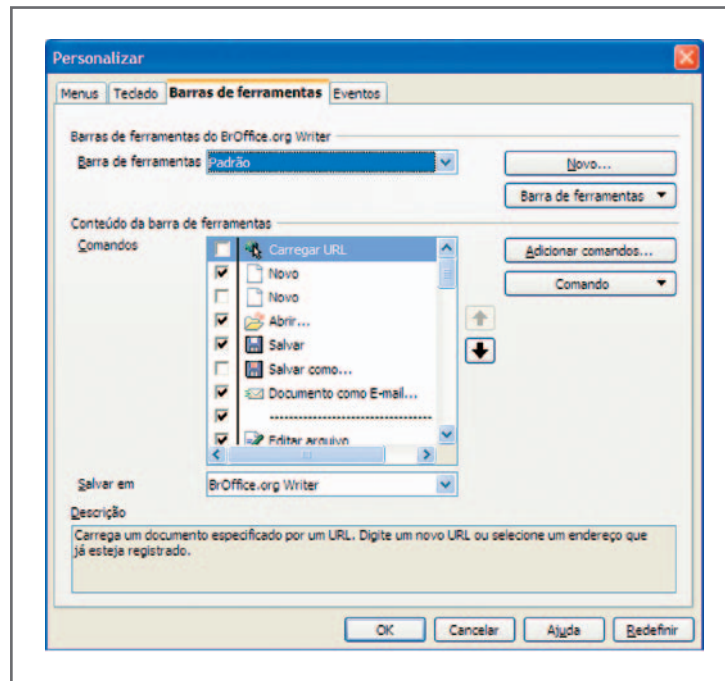 Personalizar
Menus Teclado Barras de ferramentas Eventos
Barras de ferramentas do BrOffice.org Writer
Barra de ferramentas Padrão Novo...
Barra de ferramentas
Conteúdo da barra de ferramentas
Comandos Carregar URL Adicionar comandos...
Novo Comando
Novo
Abrir...
Salvar
Salvar como...
Documento como E-mail...
--------------------------------
Editar arquivo
Salvar em BrOffice.org Writer
Descrição
Carrega um documento especificado por um URL. Digite um novo URL ou selecione um endereço que
já esteja registrado.
OK Cancelar Ajuda Redefinir